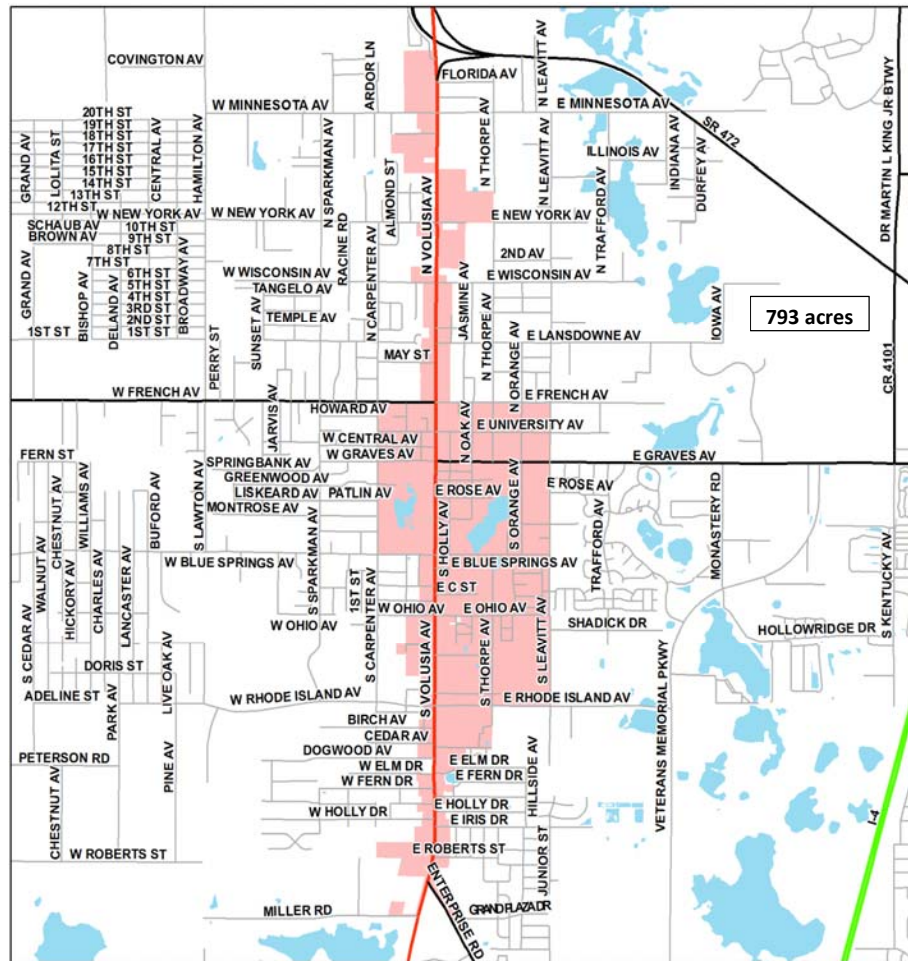 COVINGTON AV
ARDOR LN
FLORIDA AV
N LEAVITT AV
W MINNESOTA AV
E MINNESOTA AV
SR 472
DR MARTIN L KING JR BTWY
20TH ST
19TH ST
18TH ST
17TH ST
16TH ST
15TH ST
14TH ST
13TH ST
12TH ST
GRAND AV
LOLITA ST
CENTRAL AV
HAMILTON AV
N SPARKMAN AV
ALMOND ST
N VOLUSIA AV
N THORPE AV
N LEAVITT AV
ILLINOIS AV
INDIANA AV
DURFEY AV
N TRAFFORD AV
W NEW YORK AV
W NEW YORK AV
E NEW YORK AV
SCHAUB AV
10TH ST
BROWN AV
9TH ST
8TH ST
7TH ST
6TH ST
5TH ST
4TH ST
3RD ST
2ND ST
1ST ST
1ST ST
GRAND AV
BISHOP AV
DELAND AV
BROADWAY AV
RACINE RD
N CARPENTER AV
2ND AV
W WISCONSIN AV
E WISCONSIN AV
TANGELO AV
SUNSET AV
TEMPLE AV
JASMINE AV
N THORPE AV
N ORANGE AV
IOWA AV
793 acres
E LANSDOWNE AV
PERRY ST
MAY ST
CR 4101
W FRENCH AV
E FRENCH AV
HOWARD AV
JARVIS AV
N OAK AV
E UNIVERSITY AV
W CENTRAL AV
W GRAVES AV
E GRAVES AV
FERN ST
SPRINGBANK AV
GREENWOOD AV
LISKEARD AV
PATLIN AV
MONTROSE AV
E ROSE AV
E ROSE AV
S ORANGE AV
TRAFFORD AV
MONASTERY RD
WALNUT AV
CHESTNUT AV
WILLIAMS AV
BUFORD AV
S LAWTON AV
S HOLLY AV
S KENTUCKY AV
W BLUE SPRINGS AV
E BLUE SPRINGS AV
S CEDAR AV
HICKORY AV
CHARLES AV
LANCASTER AV
S SPARKMAN AV
1ST ST
S CARPENTER AV
E C ST
W OHIO AV
E OHIO AV
W OHIO AV
S LEAVITT AV
SHADICK DR
HOLLOWRIDGE DR
DORIS ST
LIVE OAK AV
S VOLUSIA AV
S THORPE AV
ADELINE ST
PARK AV
W RHODE ISLAND AV
E RHODE ISLAND AV
VETERANS MEMORIAL PKWY
BIRCH AV
CEDAR AV
DOGWOOD AV
PETERSON RD
PINE AV
W ELM DR
E ELM DR
W FERN DR
E FERN DR
HILLSIDE AV
CHESTNUT AV
W HOLLY DR
E HOLLY DR
E IRIS DR
I-4
W ROBERTS ST
E ROBERTS ST
JUNIOR ST
ENTERPRISE RD
MILLER RD
GRAND PLAZA DR